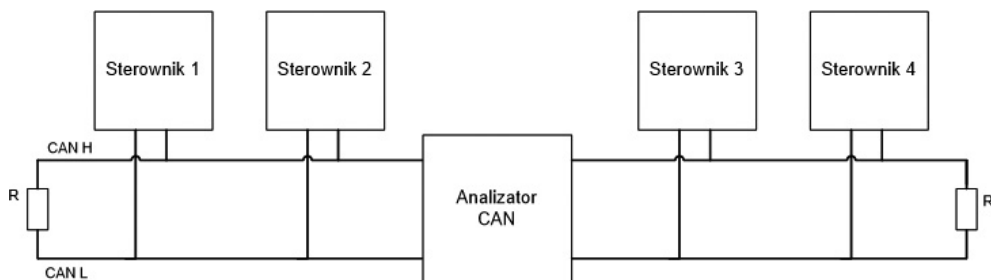 Sterownik 1
Sterownik 2
Sterownik 3
Sterownik 4
CAN H
R
Analizator
CAN
R
CAN L